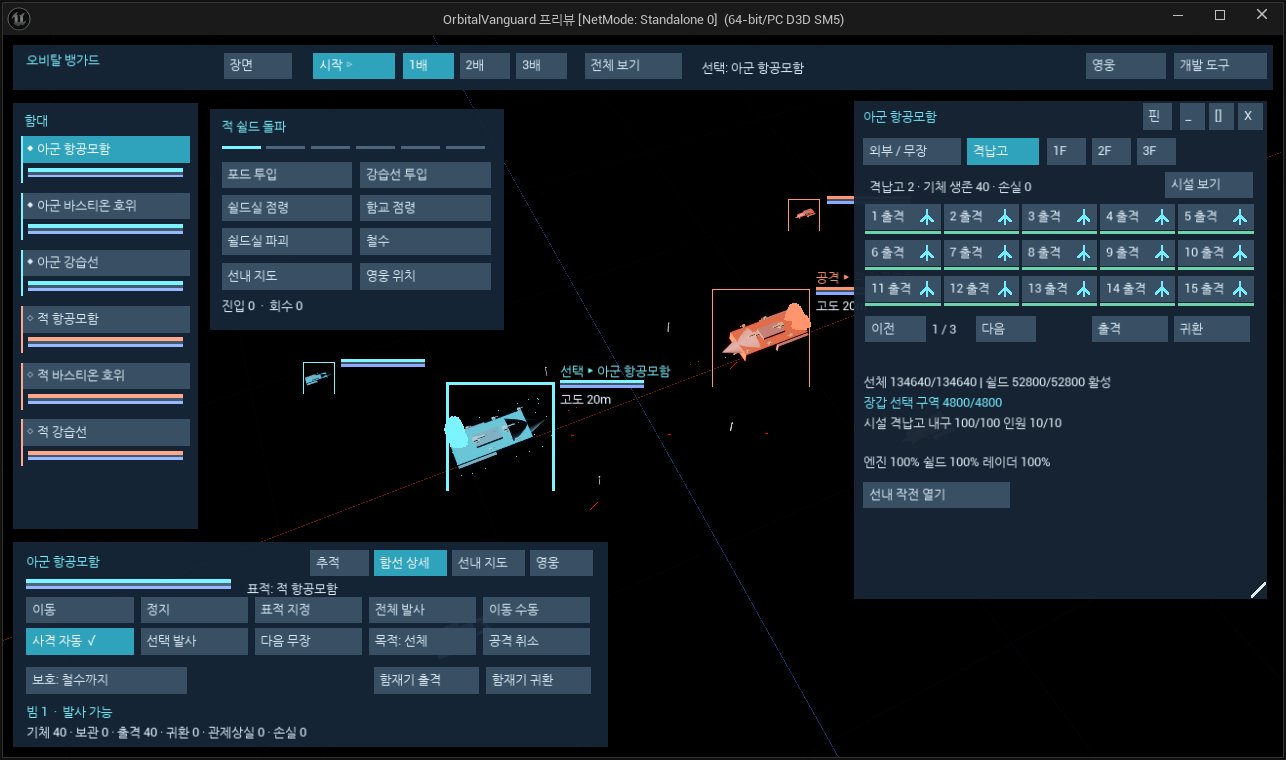 OrbitalVanguard 프리뷰 [NetMode: Standalone 0] (64-bit/PC D3D SM5)
오비탈 뱅가드
장면
시작 ▶
1배
2배
3배
전체 보기
선택: 아군 항공모함
영웅
개발 도구
함대
◆ 아군 항공모함
◆ 아군 바스티온 호위
◆ 아군 강습선
◇ 적 항공모함
◇ 적 바스티온 호위
◇ 적 강습선
적 쉴드 돌파
포드 투입
강습선 투입
쉴드실 점령
함교 점령
쉴드실 파괴
철수
선내 지도
영웅 위치
진입 0 · 회수 0
공격 ▶
고도 20
선택 ▶ 아군 항공모함
고도 20m
아군 항공모함
핀
_
[]
X
외부 / 무장
격납고
1F
2F
3F
격납고 2 · 기체 생존 40 · 손실 0
시설 보기
1 출격
2 출격
3 출격
4 출격
5 출격
6 출격
7 출격
8 출격
9 출격
10 출격
11 출격
12 출격
13 출격
14 출격
15 출격
이전
1 / 3
다음
출격
귀환
선체 134640/134640 | 쉴드 52800/52800 활성
장갑 선택 구역 4800/4800
시설 격납고 내구 100/100 인원 10/10
엔진 100% 쉴드 100% 레이더 100%
선내 작전 열기
아군 항공모함
추적
함선 상세
선내 지도
영웅
표적: 적 항공모함
이동
정지
표적 지정
전체 발사
이동 수동
사격 자동 √
선택 발사
다음 무장
목적: 선체
공격 취소
보호: 철수까지
함재기 출격
함재기 귀환
빔 1 · 발사 가능
기체 40 · 보관 0 · 출격 40 · 귀환 0 · 관제상실 0 · 손실 0